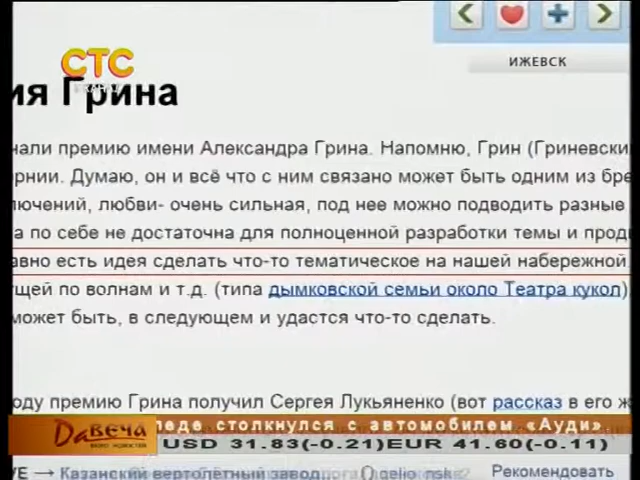 СТС
ИЖЕВСК
ия Грина
нали премию имени Александра Грина. Напомню, Грин (Гриневски
рнии. Думаю, он и всё что с ним связано может быть одним из бре
лючений, любви- очень сильная, под нее можно подводить разные
а по себе не достаточна для полноценной разработки темы и прод
авно есть идея сделать что-то тематическое на нашей набережной.
ущей по волнам и т.д. (типа дымковской семьи около Театра кукол)
может быть, в следующем и удастся что-то сделать.
оду премию Грина получил Сергея Лукьяненко (вот рассказ в его ж
ДаВЕЧА
леде столкнулся с автомобилем «Ауди».
USD 31.83(-0.21)EUR 41.60(-0.11)
VE → Казанский вертолётный завод.
Рекомендовать